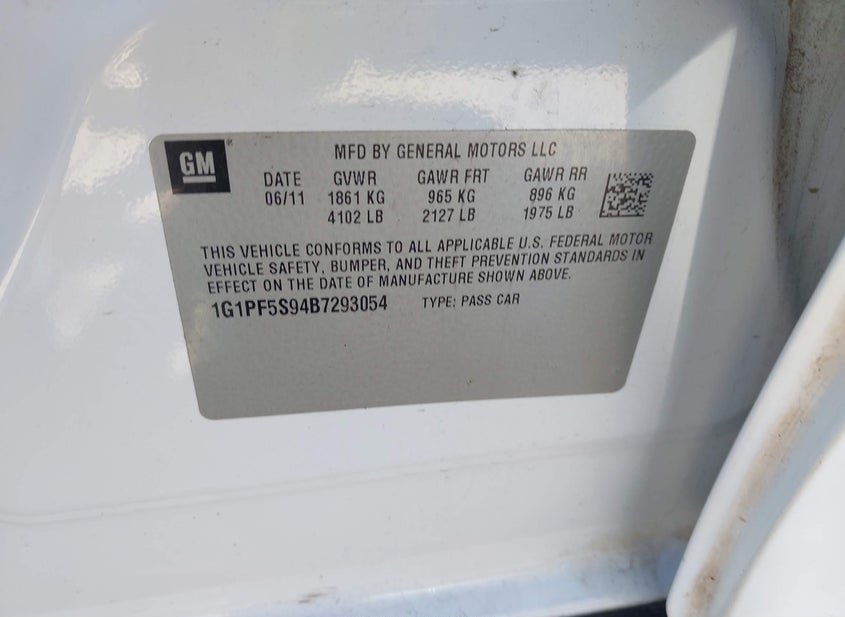 GM
MFD BY GENERAL MOTORS LLC
DATE GVWR GAWR FRT GAWR RR
06/11 1861 KG 965 KG 896 KG
4102 LB 2127 LB 1975 LB
THIS VEHICLE CONFORMS TO ALL APPLICABLE U.S. FEDERAL MOTOR
VEHICLE SAFETY, BUMPER, AND THEFT PREVENTION STANDARDS IN
EFFECT ON THE DATE OF MANUFACTURE SHOWN ABOVE.
1G1PF5S94B7293054 TYPE: PASS CAR